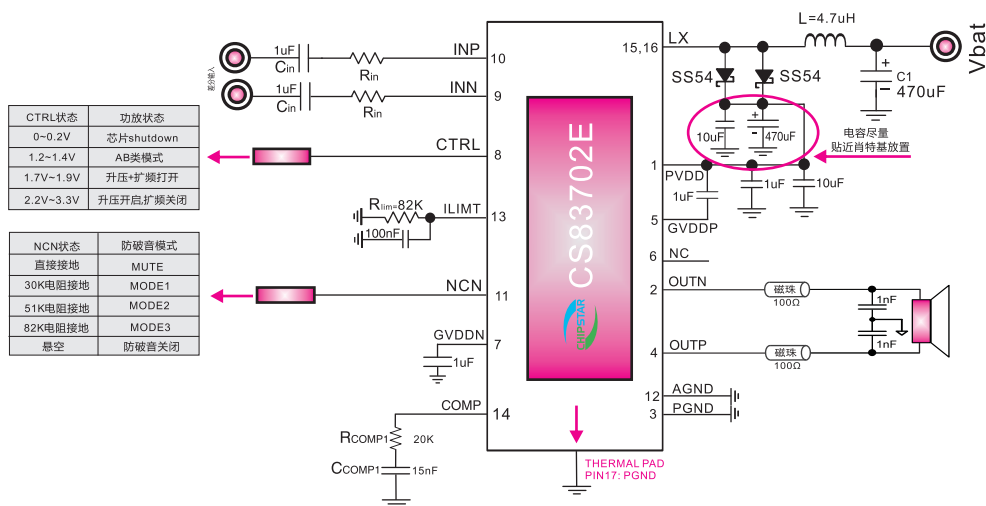 L=4.7uH
Vbat
LX
15,16
SS54
SS54
C1
+
-
470uF
差分输入
1uF
Cin
Rin
INP
10
1uF
Cin
Rin
INN
9
CTRL状态 功放状态
0~0.2V 芯片shutdown
1.2~1.4V AB类模式
1.7V~1.9V 升压+扩频打开
2.2V~3.3V 升压开启,扩频关闭
CTRL
8
Rlim=82K
100nF
ILIMT
13
NCN状态 防破音模式
直接接地 MUTE
30K电阻接地 MODE1
51K电阻接地 MODE2
82K电阻接地 MODE3
悬空 防破音关闭
NCN
11
GVDDN
7
1uF
COMP
14
RCOMP1 20K
CCOMP1 15nF
CS83702E
CHIPSTAR
10uF
+
-
470uF
电容尽量
贴近肖特基放置
1
PVDD
1uF
1uF
10uF
5
GVDDP
6
NC
2
OUTN
磁珠
100Ω
1nF
1nF
4
OUTP
磁珠
100Ω
12
AGND
3
PGND
THERMAL PAD
PIN17: PGND